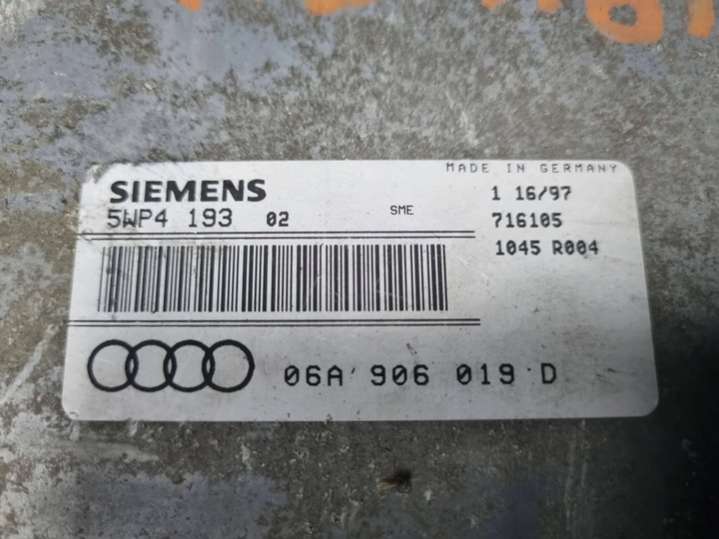 MADE IN GERMANY
SIEMENS 1 16/97
5WP4 193 02 SME 716105
1045 R004
06A 906 019 D